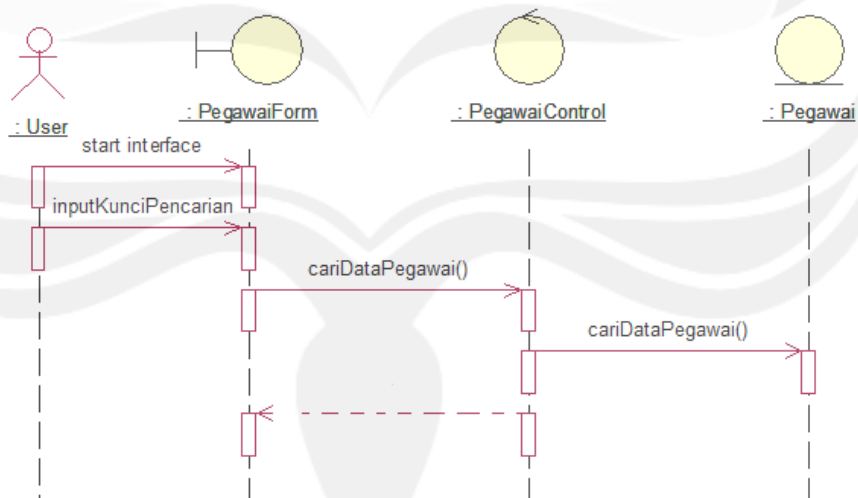 : User
: PegawaiForm
: PegawaiControl
: Pegawai
start interface
inputKunciPencarian
cariDataPegawai()
cariDataPegawai()